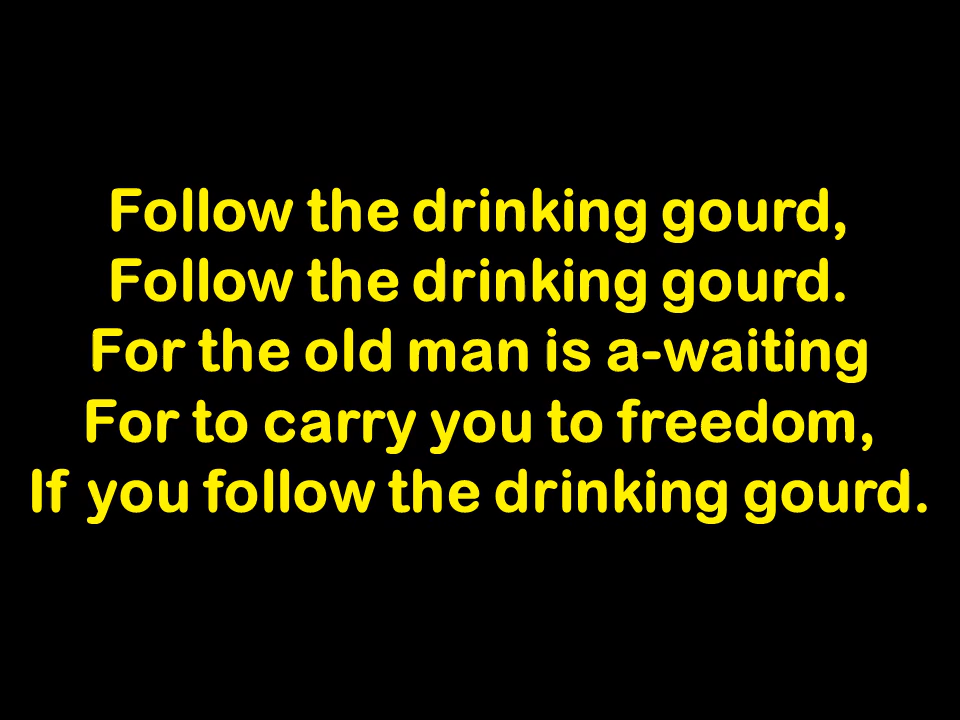 Follow the drinking gourd,
Follow the drinking gourd.
For the old man is a-waiting
For to carry you to freedom,
If you follow the drinking gourd.